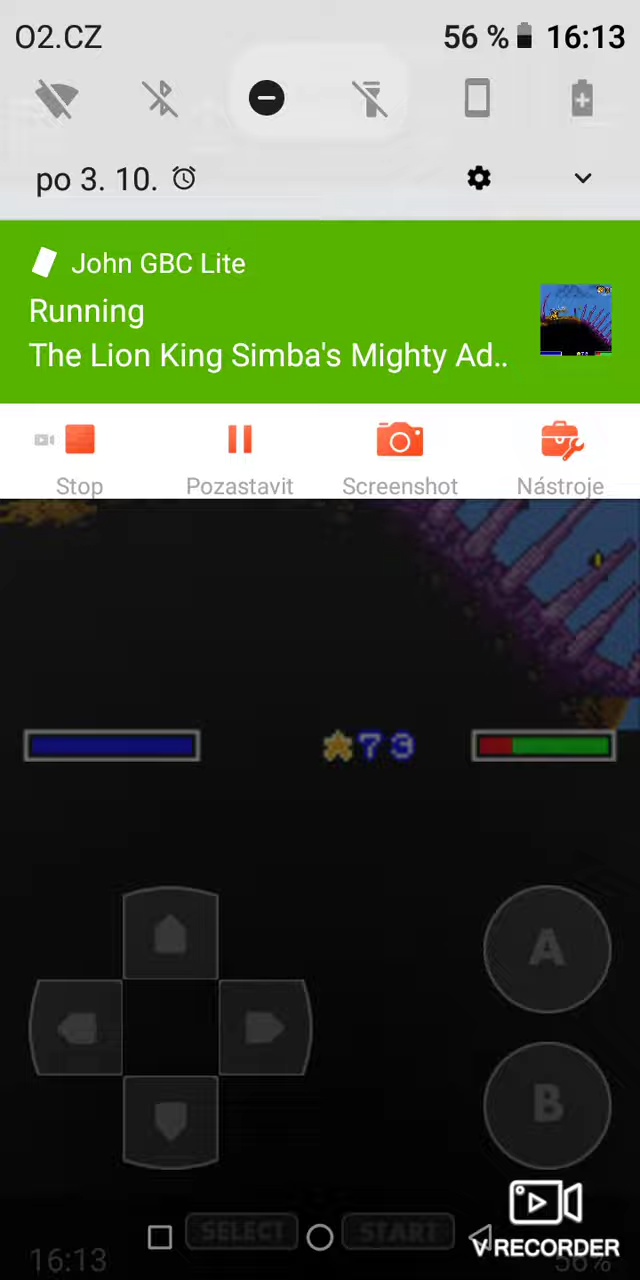 O2.CZ
56 % 16:13
po 3. 10.
John GBC Lite
Running
The Lion King Simba's Mighty Ad..
Stop
Pozastavit
Screenshot
Nástroje
73
A
B
SELECT
START
V RECORDER
16:13
56%